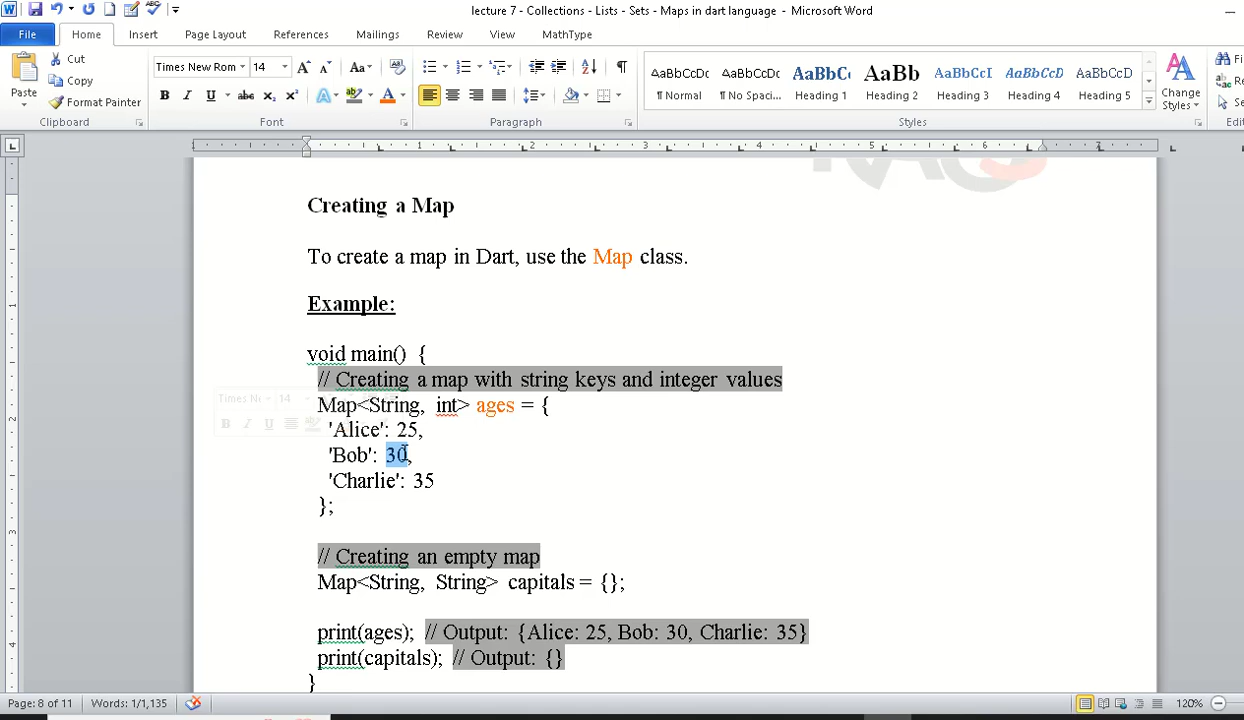 lecture 7 - Collections - Lists - Sets - Maps in dart language - Microsoft Word
File Home Insert Page Layout References Mailings Review View MathType
Paste
Cut
Copy
Format Painter
Clipboard
Times New Rom 14
Font
Paragraph
AaBbCcDc AaBbCcDc AaBbCc AaBb AaBbCcI AaBbCcD AaBbCcD
¶ Normal ¶ No Spaci... Heading 1 Heading 2 Heading 3 Heading 4 Heading 5
Styles
Change
Styles
Fi
Re
Se
Edit
Creating a Map
To create a map in Dart, use the Map class.
Example:
void main() {
// Creating a map with string keys and integer values
Map<String, int> ages = {
'Alice': 25,
'Bob': 30,
'Charlie': 35
};
// Creating an empty map
Map<String, String> capitals = {};
print(ages); // Output: {Alice: 25, Bob: 30, Charlie: 35}
print(capitals); // Output: {}
}
Page: 8 of 11 Words: 1/1,135 120%